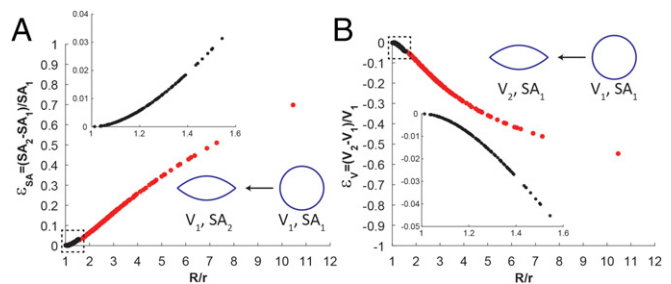 A
ε_SA=(SA_2-SA_1)/SA_1
1
0.9
0.8
0.7
0.6
0.5
0.4
0.3
0.2
0.1
0
0.04
0.03
0.02
0.01
0
1 1.2 1.4 1.6
V_1, SA_2 V_1, SA_1
1 2 3 4 5 6 7 8 9 10 11 12
R/r
B
ε_V=(V_2-V_1)/V_1
0
-0.1
-0.2
-0.3
-0.4
-0.5
-0.6
-0.7
-0.8
-0.9
-1
V_2, SA_1 V_1, SA_1
0
-0.01
-0.02
-0.03
-0.04
-0.05
1 1.2 1.4 1.6
1 2 3 4 5 6 7 8 9 10 11 12
R/r